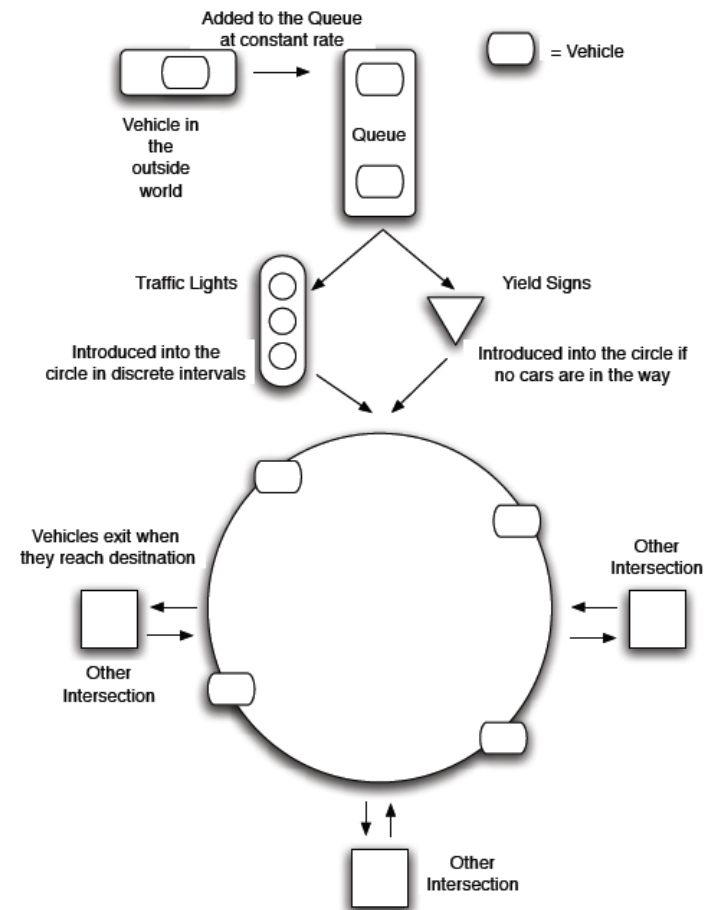 Added to the Queue
at constant rate
= Vehicle
Vehicle in
the
outside
world
Queue
Traffic Lights
Yield Signs
Introduced into the
circle in discrete intervals
Introduced into the circle if
no cars are in the way
Vehicles exit when
they reach desitnation
Other
Intersection
Other
Intersection
Other
Intersection